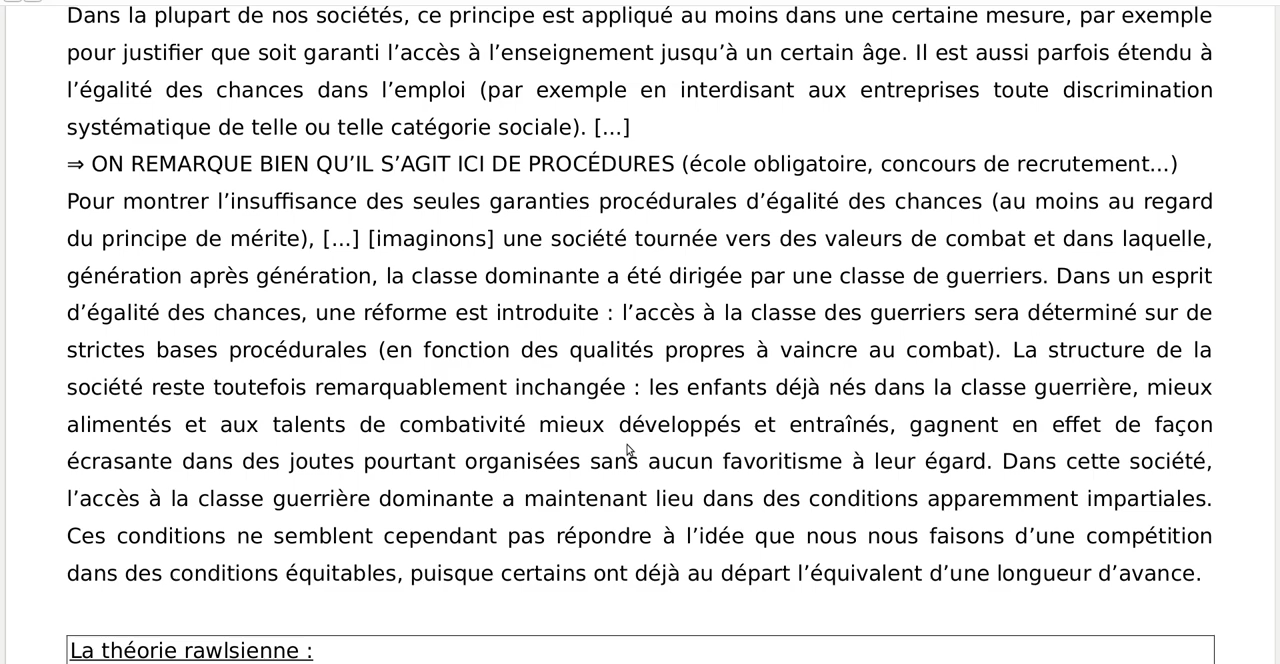 Dans la plupart de nos sociétés, ce principe est appliqué au moins dans une certaine mesure, par exemple
pour justifier que soit garanti l’accès à l’enseignement jusqu’à un certain âge. Il est aussi parfois étendu à
l’égalité des chances dans l’emploi (par exemple en interdisant aux entreprises toute discrimination
systématique de telle ou telle catégorie sociale). [...]
⇒ ON REMARQUE BIEN QU’IL S’AGIT ICI DE PROCÉDURES (école obligatoire, concours de recrutement...)
Pour montrer l’insuffisance des seules garanties procédurales d’égalité des chances (au moins au regard
du principe de mérite), [...] [imaginons] une société tournée vers des valeurs de combat et dans laquelle,
génération après génération, la classe dominante a été dirigée par une classe de guerriers. Dans un esprit
d’égalité des chances, une réforme est introduite : l’accès à la classe des guerriers sera déterminé sur de
strictes bases procédurales (en fonction des qualités propres à vaincre au combat). La structure de la
société reste toutefois remarquablement inchangée : les enfants déjà nés dans la classe guerrière, mieux
alimentés et aux talents de combativité mieux développés et entraînés, gagnent en effet de façon
écrasante dans des joutes pourtant organisées sans aucun favoritisme à leur égard. Dans cette société,
l’accès à la classe guerrière dominante a maintenant lieu dans des conditions apparemment impartiales.
Ces conditions ne semblent cependant pas répondre à l’idée que nous nous faisons d’une compétition
dans des conditions équitables, puisque certains ont déjà au départ l’équivalent d’une longueur d’avance.
La théorie rawlsienne :